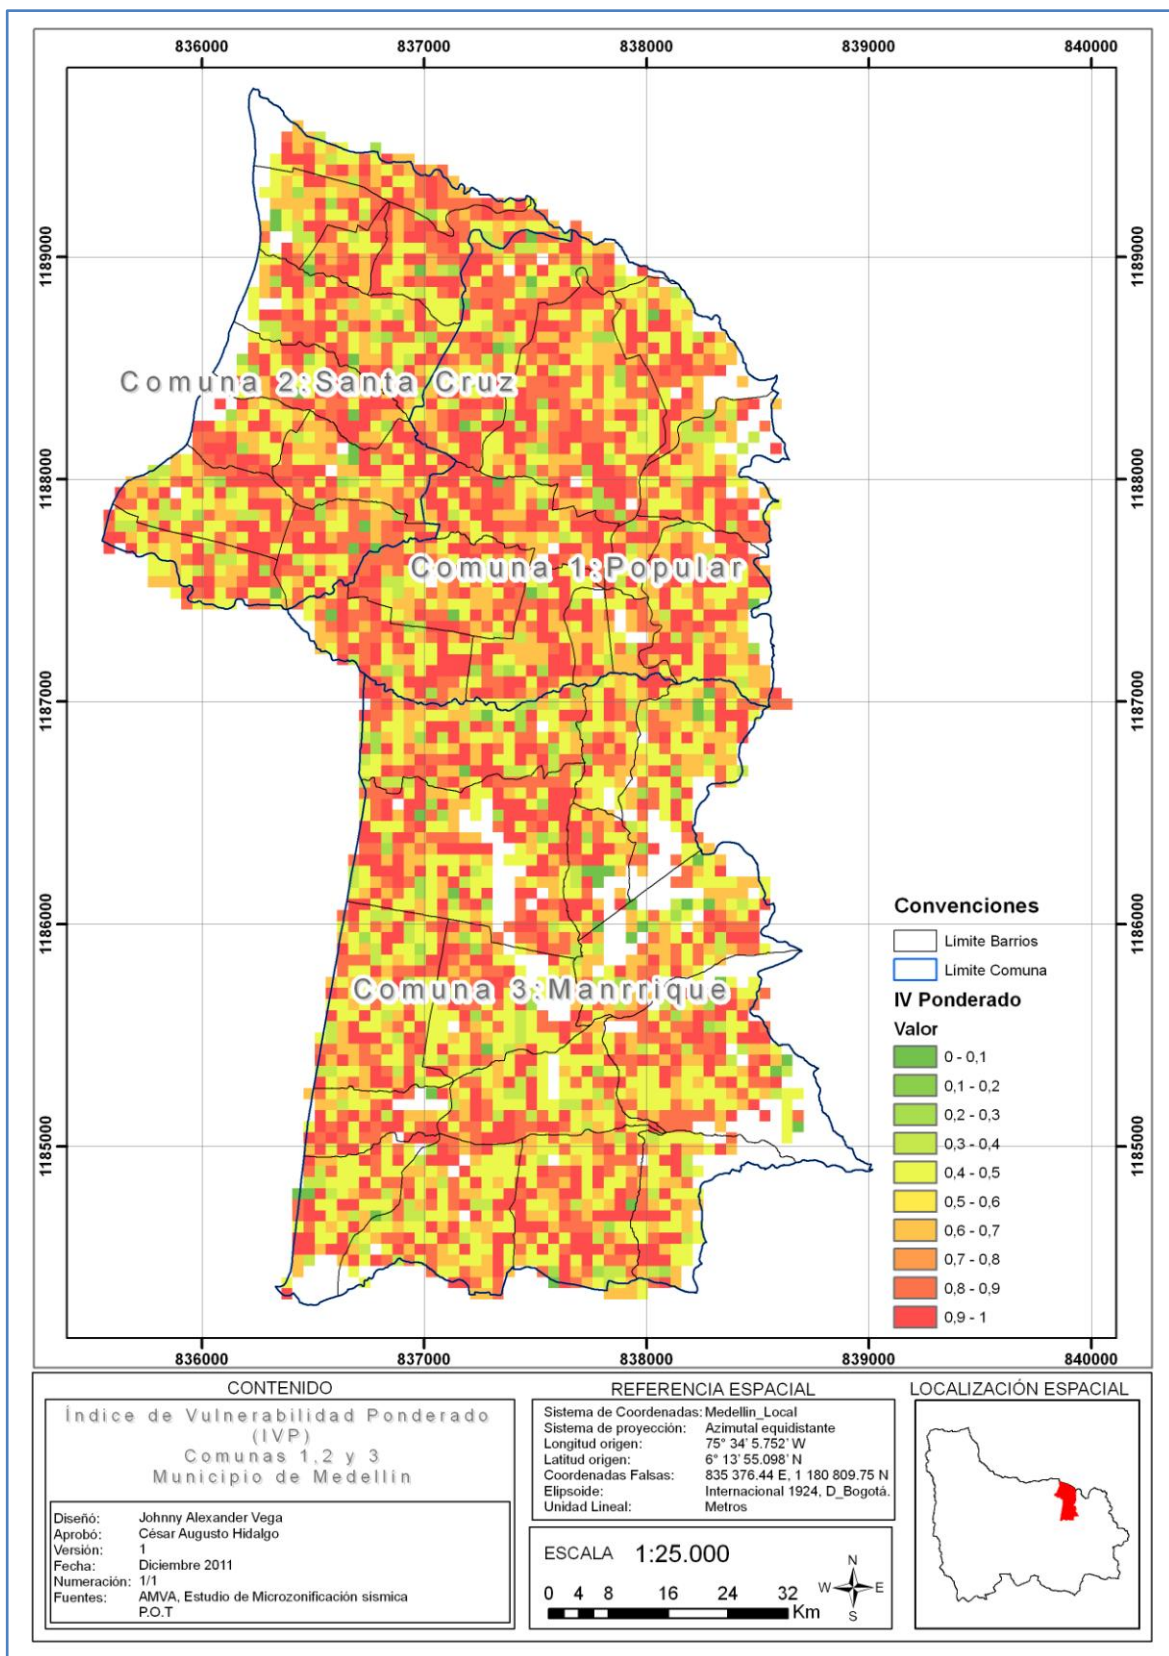 836000 837000 838000 839000 840000
1189000 1189000
Comuna 2:Santa Cruz
1188000 1188000
Comuna 1:Popular
1187000 1187000
1186000 1186000
Comuna 3:Manrrique
1185000 1185000
Convenciones
Límite Barrios
Límite Comuna
IV Ponderado
Valor
0 - 0,1
0,1 - 0,2
0,2 - 0,3
0,3 - 0,4
0,4 - 0,5
0,5 - 0,6
0,6 - 0,7
0,7 - 0,8
0,8 - 0,9
0,9 - 1
836000 837000 838000 839000 840000
CONTENIDO
Índice de Vulnerabilidad Ponderado
(IVP)
Comunas 1,2 y 3
Municipio de Medellín
Diseñó: Johnny Alexander Vega
Aprobó: César Augusto Hidalgo
Versión: 1
Fecha: Diciembre 2011
Numeración: 1/1
Fuentes: AMVA, Estudio de Microzonificación sismica
P.O.T
REFERENCIA ESPACIAL
Sistema de Coordenadas: Medellin_Local
Sistema de proyección: Azimutal equidistante
Longitud origen: 75° 34' 5.752' W
Latitud origen: 6° 13' 55.098' N
Coordenadas Falsas: 835 376.44 E, 1 180 809.75 N
Elipsoide: Internacional 1924, D_Bogotá.
Unidad Lineal: Metros
ESCALA 1:25.000
0 4 8 16 24 32
Km
N
W E
S
LOCALIZACIÓN ESPACIAL